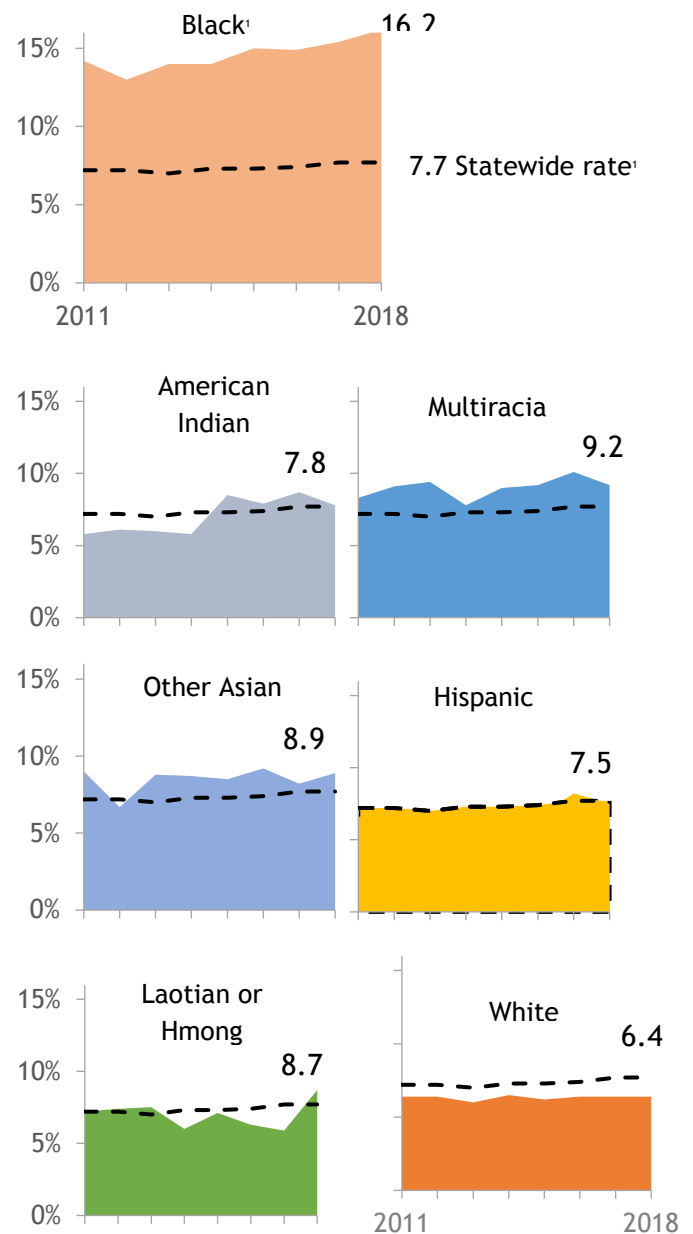 Black¹ 16.2
15%
10%
7.7 Statewide rate¹
5%
0%
2011 2018
American
Indian
15%
Multiracia
7.8
9.2
10%
5%
0%
15%
Other Asian
Hispanic
8.9
7.5
10%
5%
0%
15%
Laotian or
Hmong
White
8.7
6.4
10%
5%
0%
2011 2018